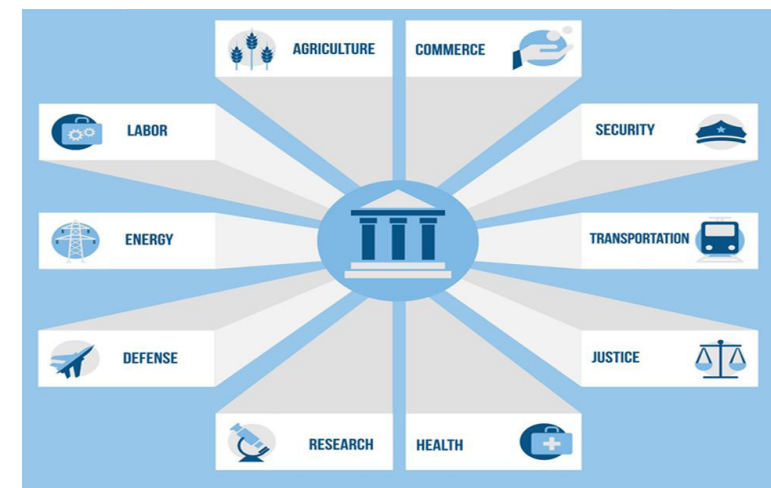 AGRICULTURE
COMMERCE
LABOR
SECURITY
ENERGY
TRANSPORTATION
DEFENSE
JUSTICE
RESEARCH
HEALTH